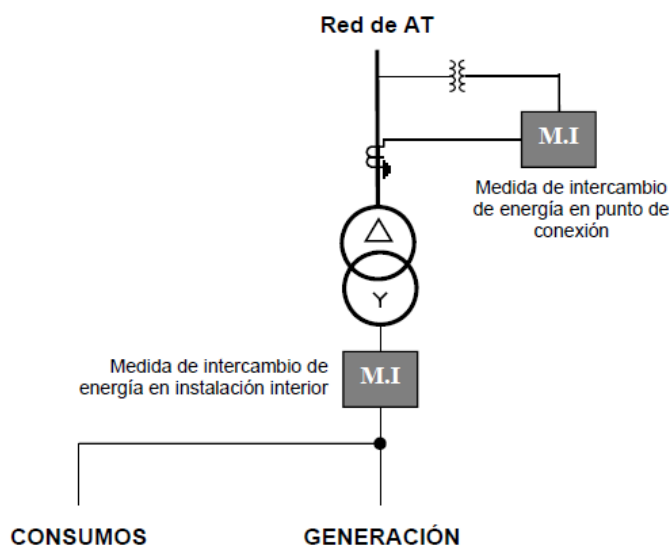 Red de AT
M.I
Medida de intercambio
de energía en punto de
conexión
Y
Medida de intercambio de
energía en instalación interior
M.I
CONSUMOS
GENERACIÓN